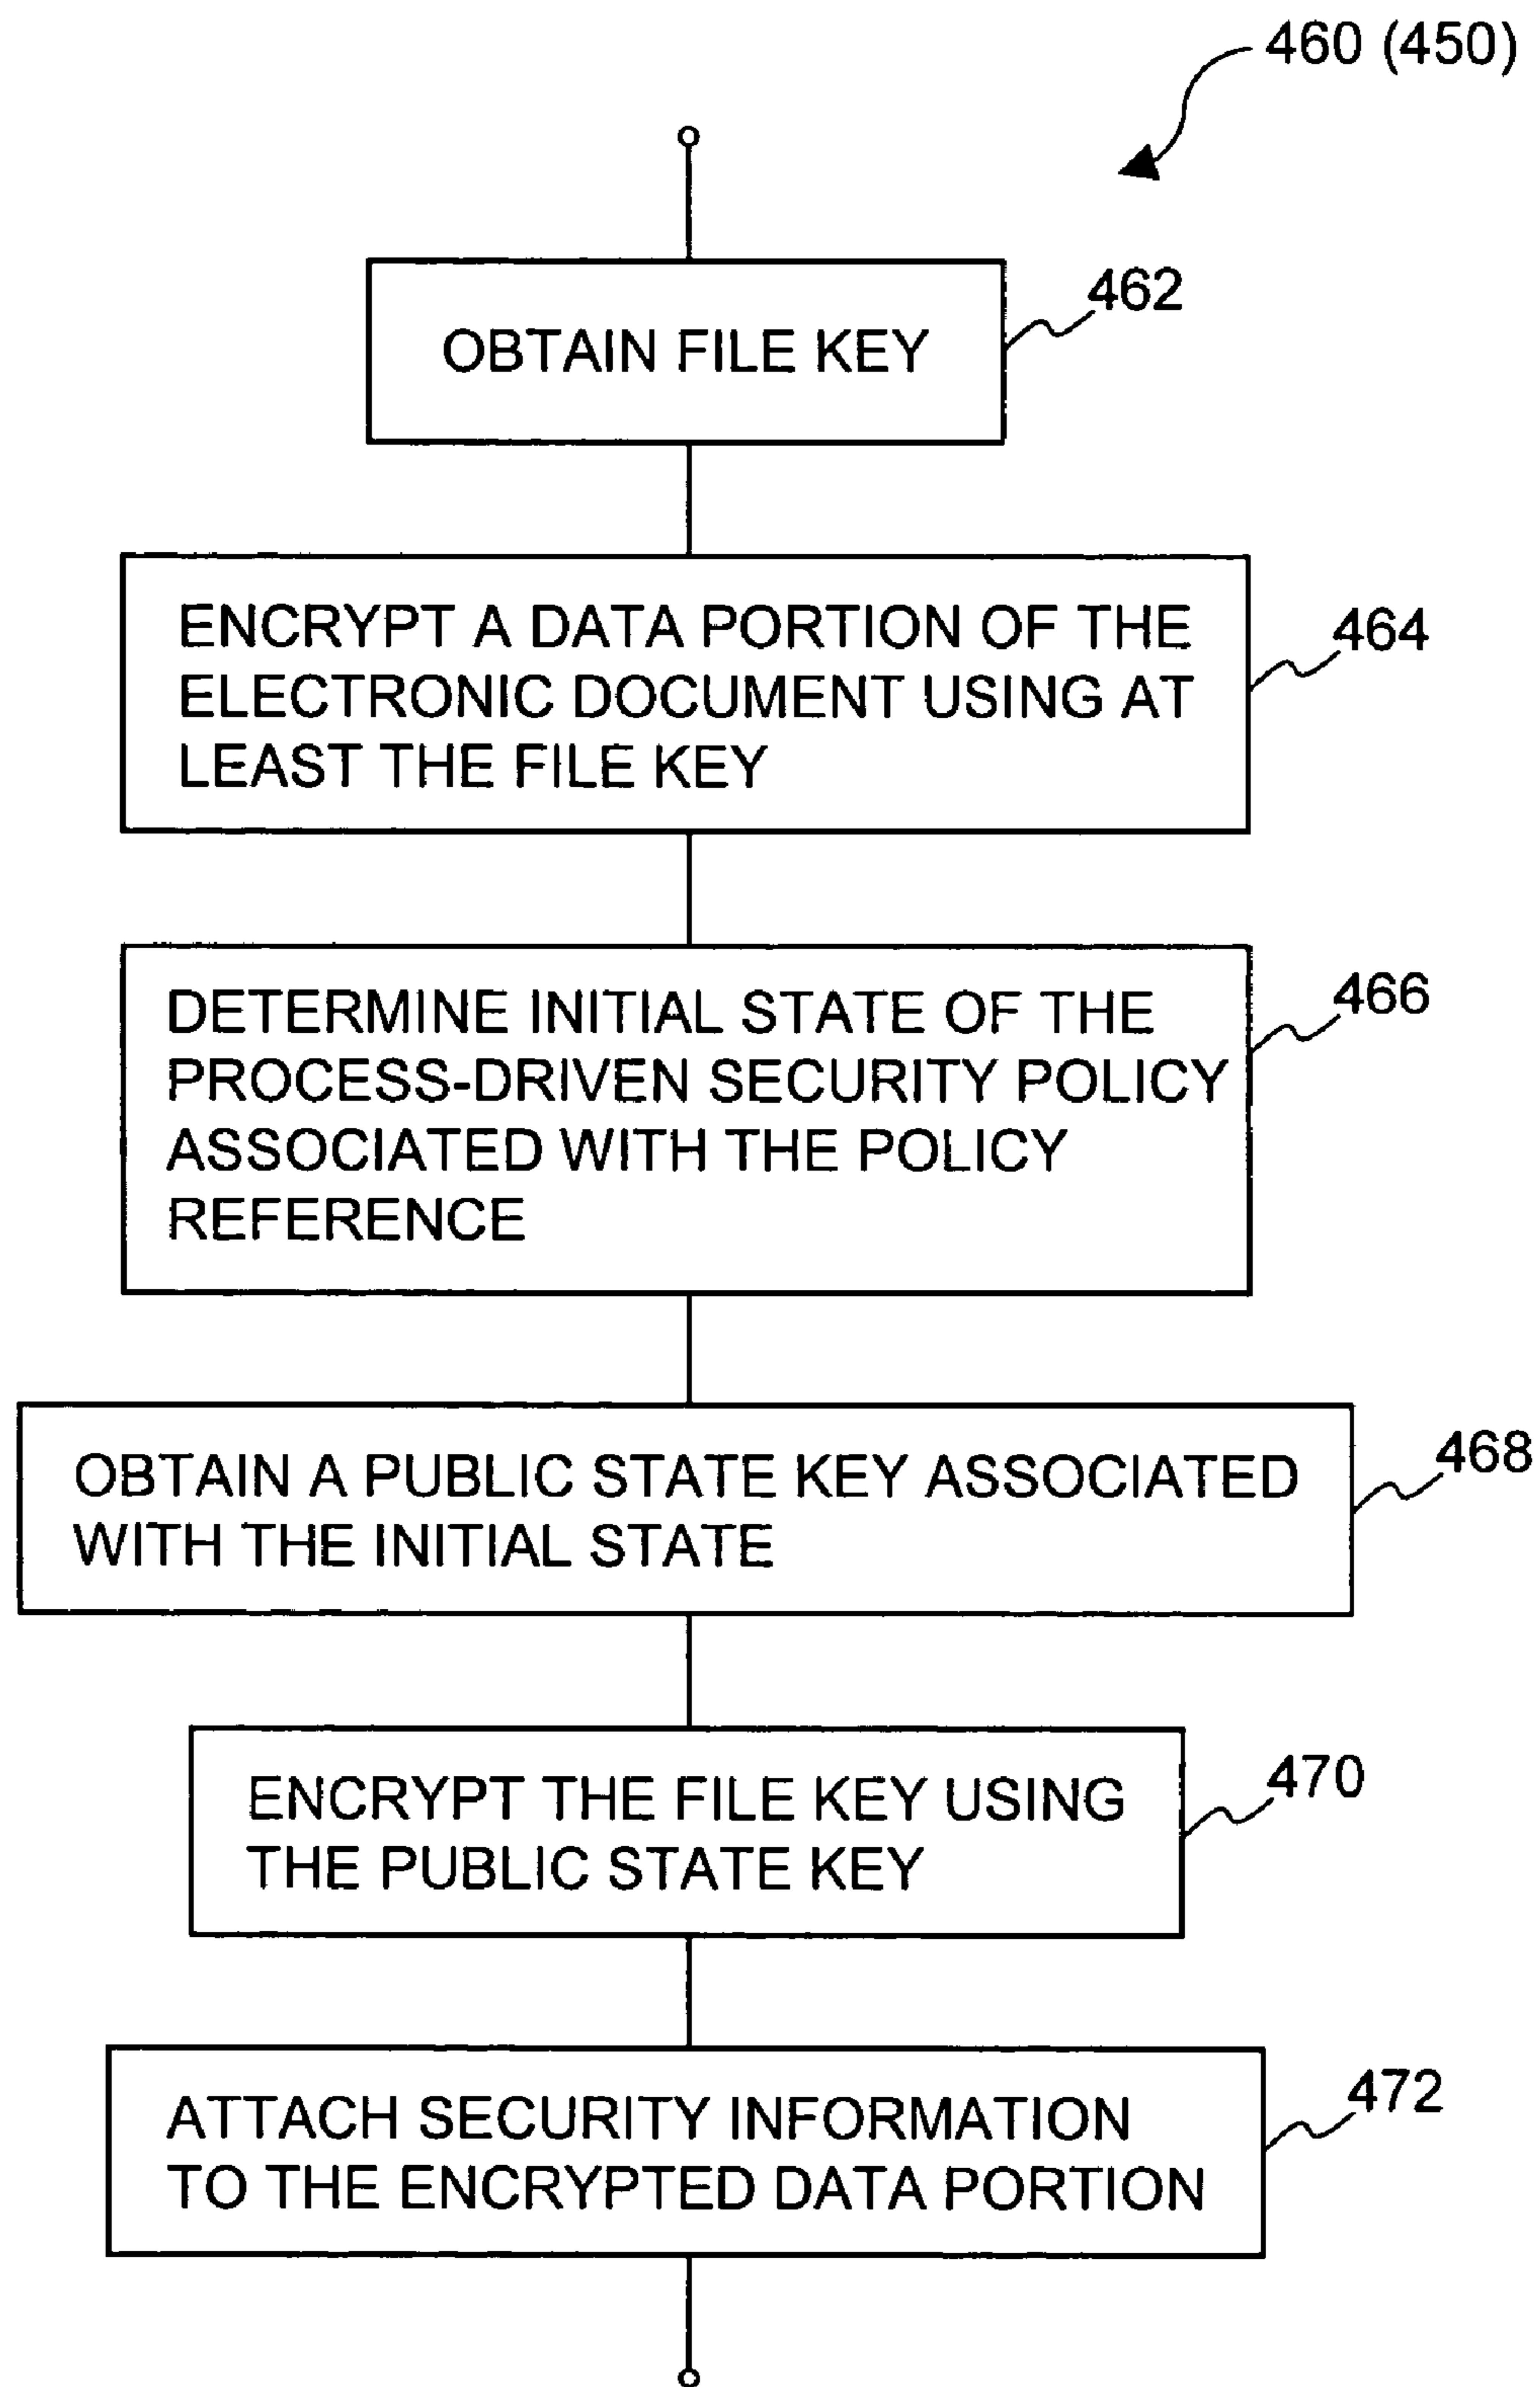 460 (450)
OBTAIN FILE KEY
462
ENCRYPT A DATA PORTION OF THE
ELECTRONIC DOCUMENT USING AT
LEAST THE FILE KEY
464
DETERMINE INITIAL STATE OF THE
PROCESS-DRIVEN SECURITY POLICY
ASSOCIATED WITH THE POLICY
REFERENCE
466
OBTAIN A PUBLIC STATE KEY ASSOCIATED
WITH THE INITIAL STATE
468
ENCRYPT THE FILE KEY USING
THE PUBLIC STATE KEY
470
ATTACH SECURITY INFORMATION
TO THE ENCRYPTED DATA PORTION
472